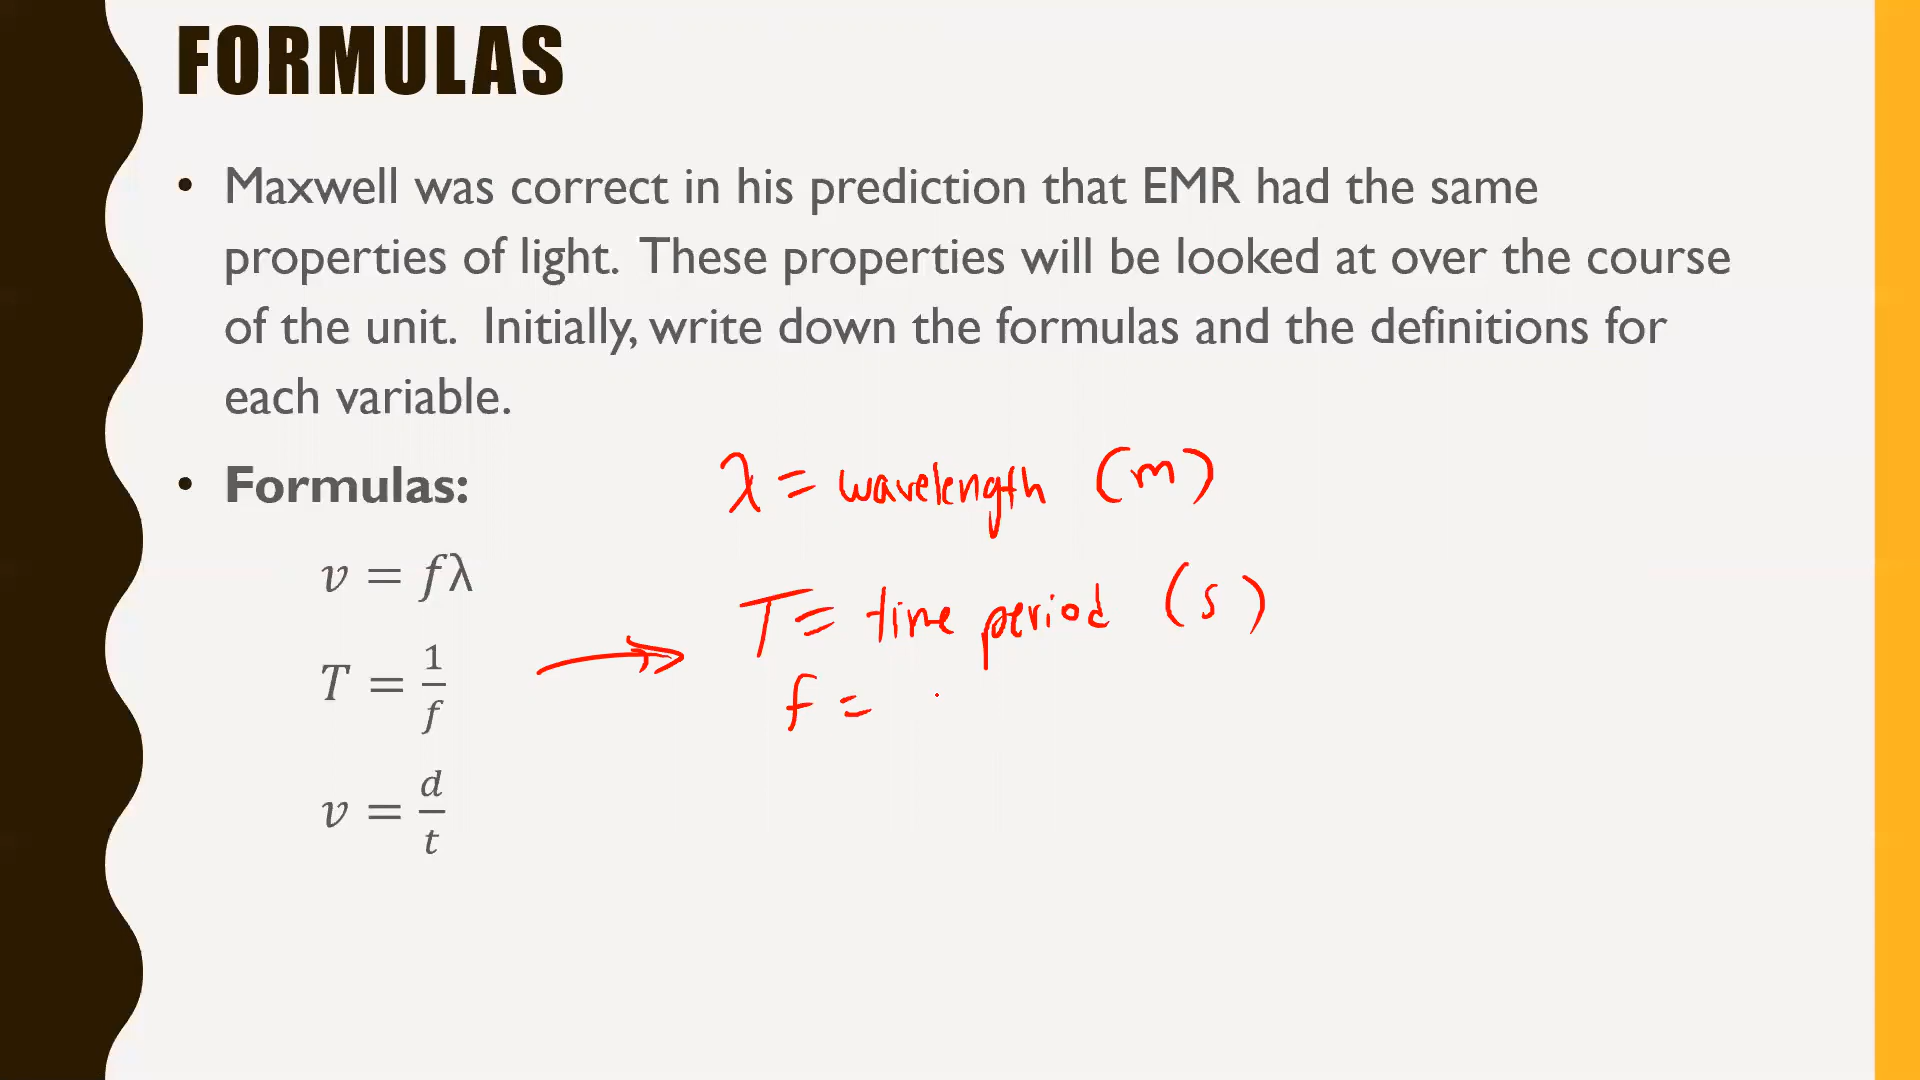 FORMULAS
• Maxwell was correct in his prediction that EMR had the same
properties of light. These properties will be looked at over the course
of the unit. Initially, write down the formulas and the definitions for
each variable.
• Formulas:
λ = wavelength (m)
v = fλ
T = time period (s)
T = 1/f
f =
v = d/t